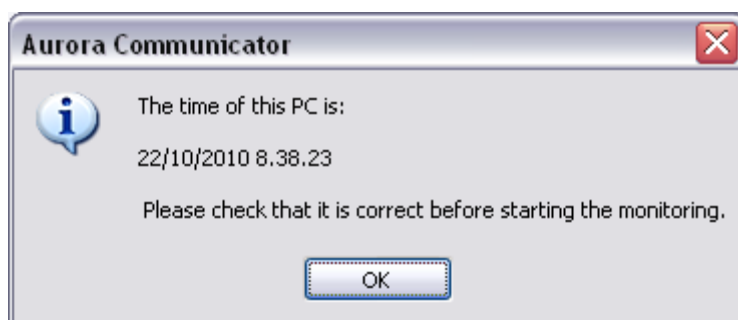 Aurora Communicator
The time of this PC is:
22/10/2010 8.38.23
Please check that it is correct before starting the monitoring.
OK